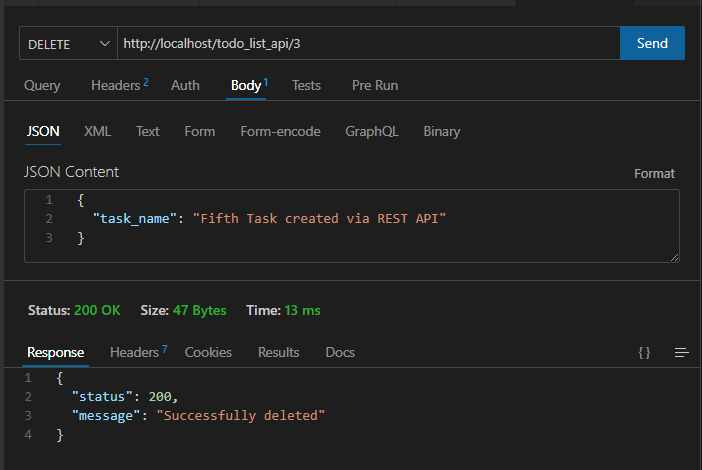 DELETE http://localhost/todo_list_api/3 Send
Query Headers 2 Auth Body 1 Tests Pre Run
JSON XML Text Form Form-encode GraphQL Binary
JSON Content Format
1 {
2 "task_name": "Fifth Task created via REST API"
3 }
Status: 200 OK Size: 47 Bytes Time: 13 ms
Response Headers 7 Cookies Results Docs { }
1 {
2 "status": 200,
3 "message": "Successfully deleted"
4 }